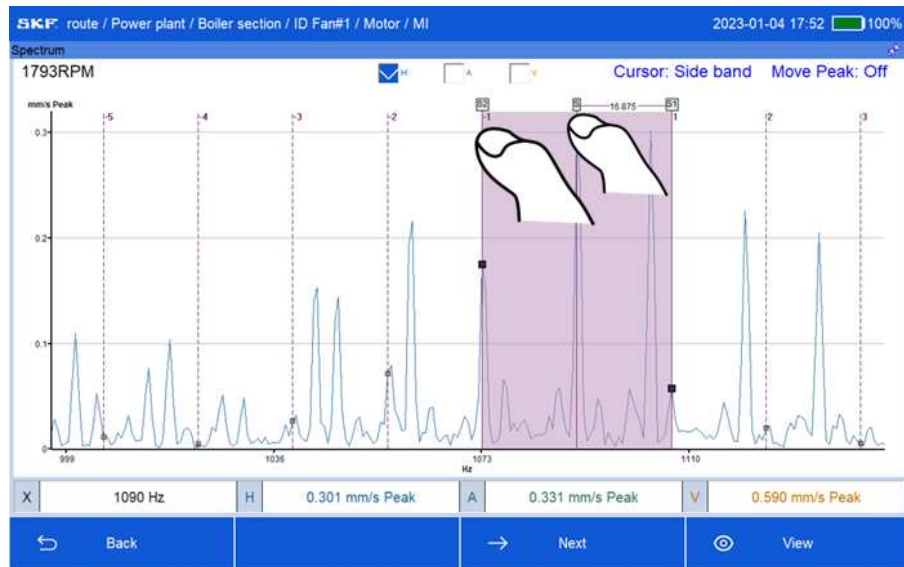 SKF route / Power plant / Boiler section / ID Fan#1 / Motor / MI 2023-01-04 17:52 100%
Spectrum
1793RPM H A V Cursor: Side band Move Peak: Off
mm/s Peak
S2 S 16.875 S1
-5 -4 -3 -2 -1 1 2 3
0.3
0.2
0.1
0
999 1036 1073 1110
Hz
X 1090 Hz H 0.301 mm/s Peak A 0.331 mm/s Peak V 0.590 mm/s Peak
Back Next View